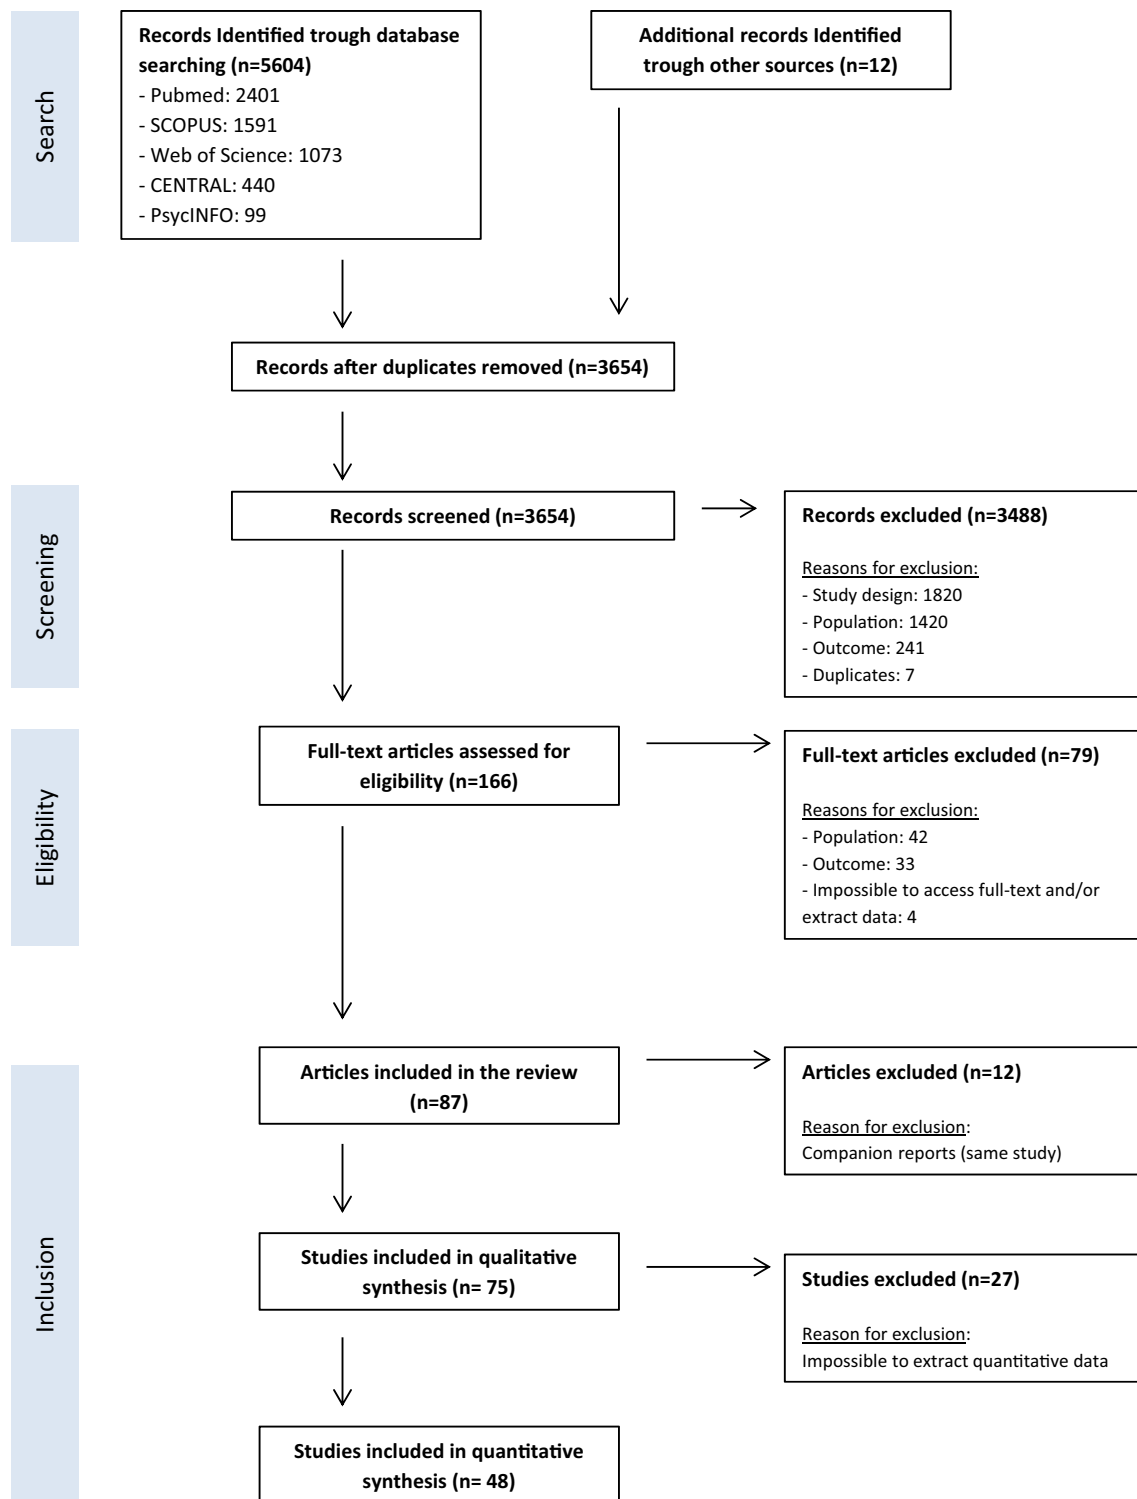 Search
Records Identified trough database
searching (n=5604)
- Pubmed: 2401
- SCOPUS: 1591
- Web of Science: 1073
- CENTRAL: 440
- PsycINFO: 99
Additional records Identified
trough other sources (n=12)
Records after duplicates removed (n=3654)
Screening
Records screened (n=3654)
Records excluded (n=3488)
Reasons for exclusion:
- Study design: 1820
- Population: 1420
- Outcome: 241
- Duplicates: 7
Eligibility
Full-text articles assessed for
eligibility (n=166)
Full-text articles excluded (n=79)
Reasons for exclusion:
- Population: 42
- Outcome: 33
- Impossible to access full-text and/or
extract data: 4
Inclusion
Articles included in the review
(n=87)
Articles excluded (n=12)
Reason for exclusion:
Companion reports (same study)
Studies included in qualitative
synthesis (n= 75)
Studies excluded (n=27)
Reason for exclusion:
Impossible to extract quantitative data
Studies included in quantitative
synthesis (n= 48)